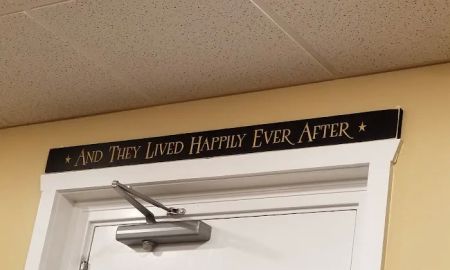 ★ And They Lived Happily Ever After ★